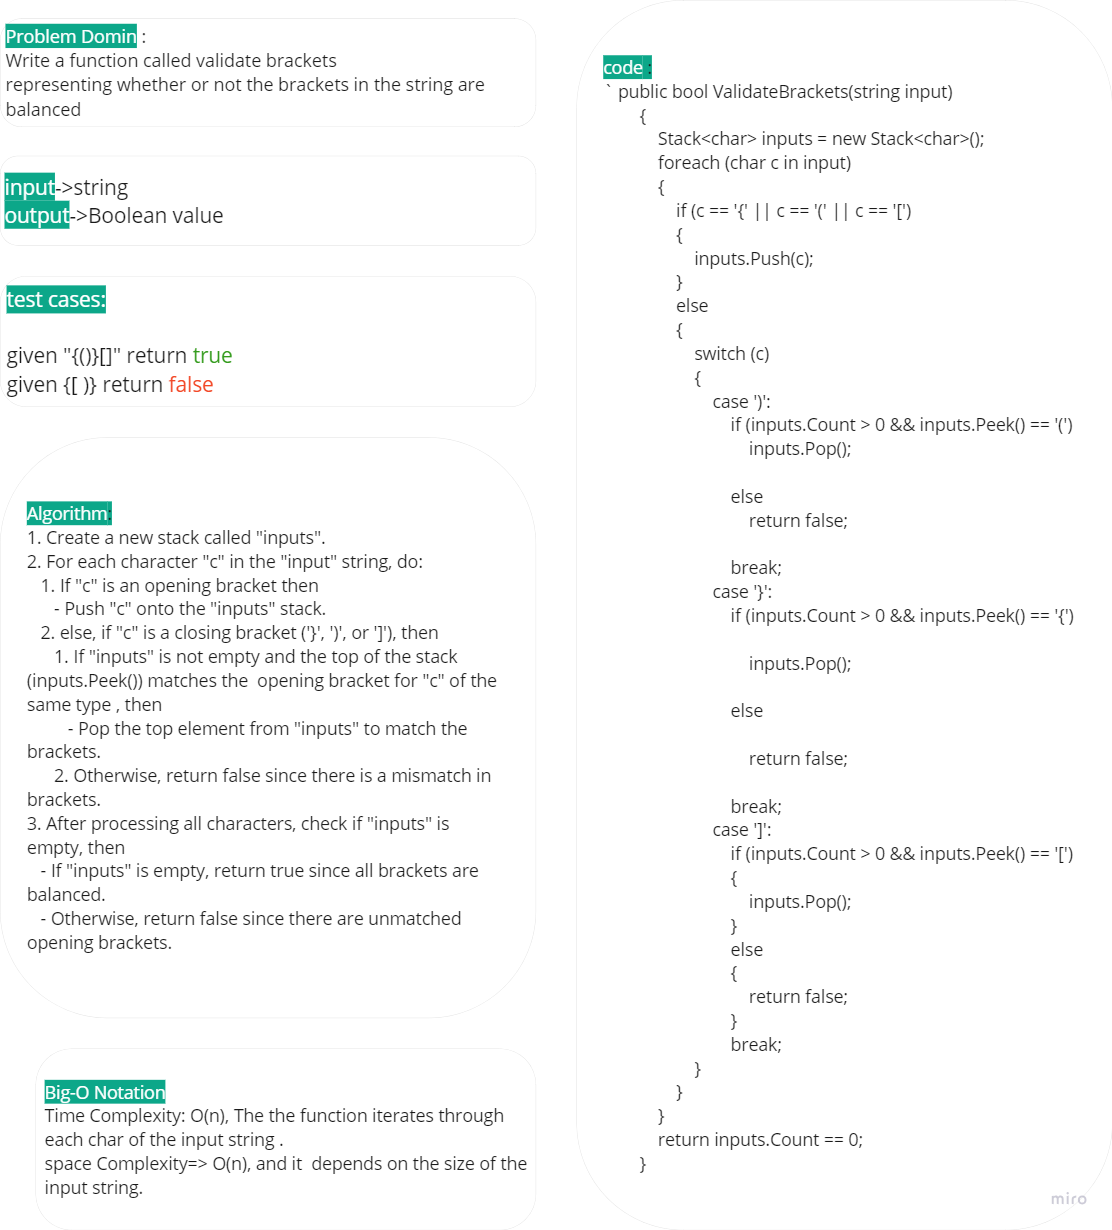 Problem Domin :
Write a function called validate brackets
representing whether or not the brackets in the string are
balanced
input->string
output->Boolean value
test cases:
given "{()}[]" return true
given {[ )} return false
Algorithm:
1. Create a new stack called "inputs".
2. For each character "c" in the "input" string, do:
1. If "c" is an opening bracket then
- Push "c" onto the "inputs" stack.
2. else, if "c" is a closing bracket ('}', ')', or ']'), then
1. If "inputs" is not empty and the top of the stack
(inputs.Peek()) matches the  opening bracket for "c" of the
same type , then
- Pop the top element from "inputs" to match the
brackets.
2. Otherwise, return false since there is a mismatch in
brackets.
3. After processing all characters, check if "inputs" is
empty, then
- If "inputs" is empty, return true since all brackets are
balanced.
- Otherwise, return false since there are unmatched
opening brackets.
Big-O Notation
Time Complexity: O(n), The the function iterates through
each char of the input string .
space Complexity=> O(n), and it  depends on the size of the
input string.
code :
` public bool ValidateBrackets(string input)
{
Stack<char> inputs = new Stack<char>();
foreach (char c in input)
{
if (c == '{' || c == '(' || c == '[')
{
inputs.Push(c);
}
else
{
switch (c)
{
case ')':
if (inputs.Count > 0 && inputs.Peek() == '(')
inputs.Pop();
else
return false;
break;
case '}':
if (inputs.Count > 0 && inputs.Peek() == '{')
inputs.Pop();
else
return false;
break;
case ']':
if (inputs.Count > 0 && inputs.Peek() == '[')
{
inputs.Pop();
}
else
{
return false;
}
break;
}
}
}
return inputs.Count == 0;
}
miro